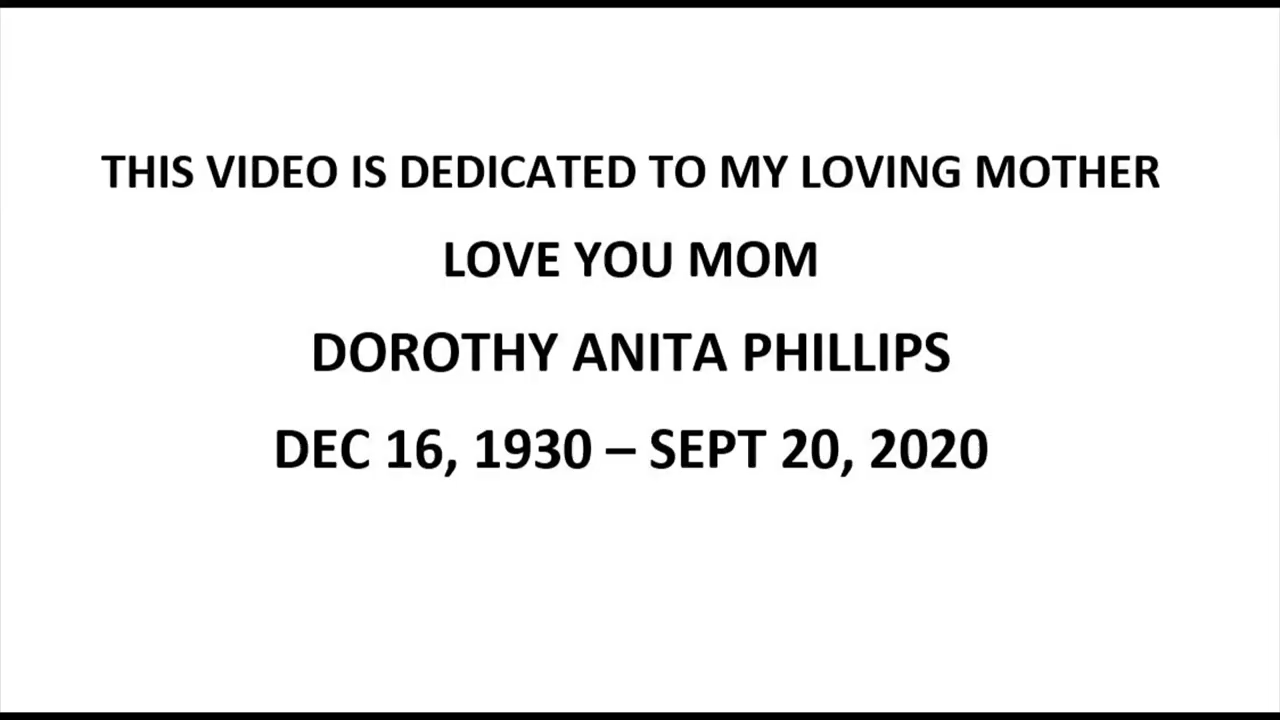 THIS VIDEO IS DEDICATED TO MY LOVING MOTHER
LOVE YOU MOM
DOROTHY ANITA PHILLIPS
DEC 16, 1930 – SEPT 20, 2020